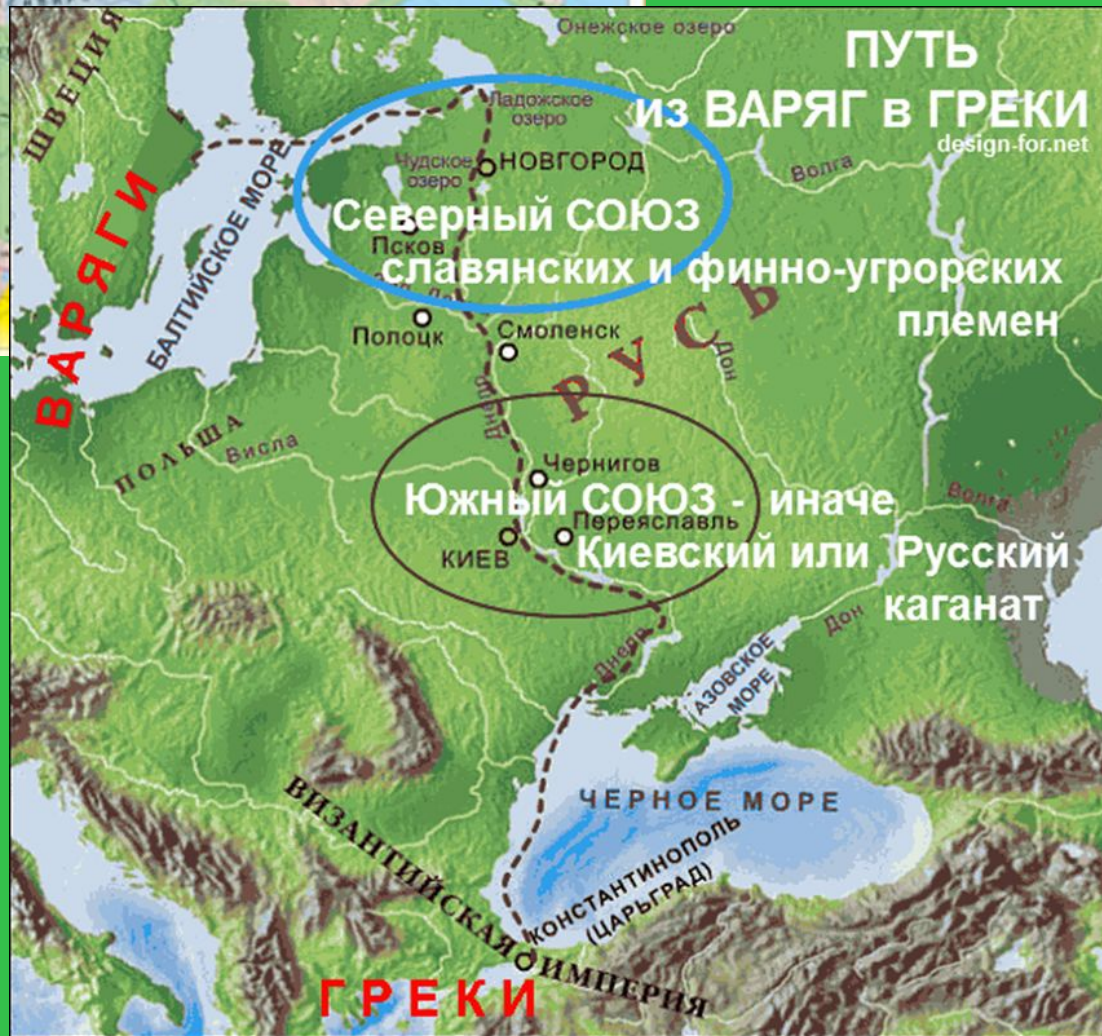 Онежское озеро
ПУТЬ
из ВАРЯГ в ГРЕКИ
design-for.net
ШВЕЦИЯ
Ладожское
озеро
Чудское
озеро
НОВГОРОД
Волга
ВАРЯГИ
БАЛТИЙСКОЕ МОРЕ
Северный СОЮЗ
Псков
славянских и финно-угрорских
племен
Полоцк
Смоленск
РУСЬ
Дон
Днепр
ПОЛЬША
Висла
Чернигов
Южный СОЮЗ - иначе
Волга
Переяславль
КИЕВ
Киевский или Русский
каганат
Дон
Днепр
АЗОВСКОЕ
МОРЕ
ЧЕРНОЕ МОРЕ
ВИЗАНТИЙСКАЯ ИМПЕРИЯ
КОНСТАНТИНОПОЛЬ
(ЦАРЬГРАД)
ГРЕКИ